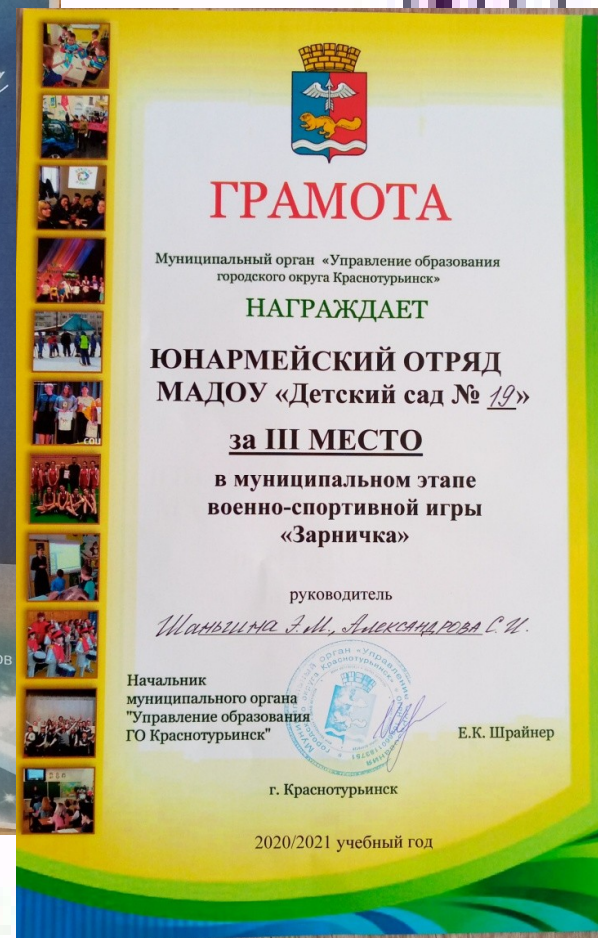 ГРАМОТА
Муниципальный орган «Управление образования
городского округа Краснотурьинск»
НАГРАЖДАЕТ
ЮНАРМЕЙСКИЙ ОТРЯД
МАДОУ «Детский сад № 19»
за III МЕСТО
в муниципальном этапе
военно-спортивной игры
«Зарничка»
руководитель
Шаньгина Э.М., Александрова С.И.
Начальник
муниципального органа
"Управление образования
ГО Краснотурьинск"
Е.К. Шрайнер
г. Краснотурьинск
2020/2021 учебный год